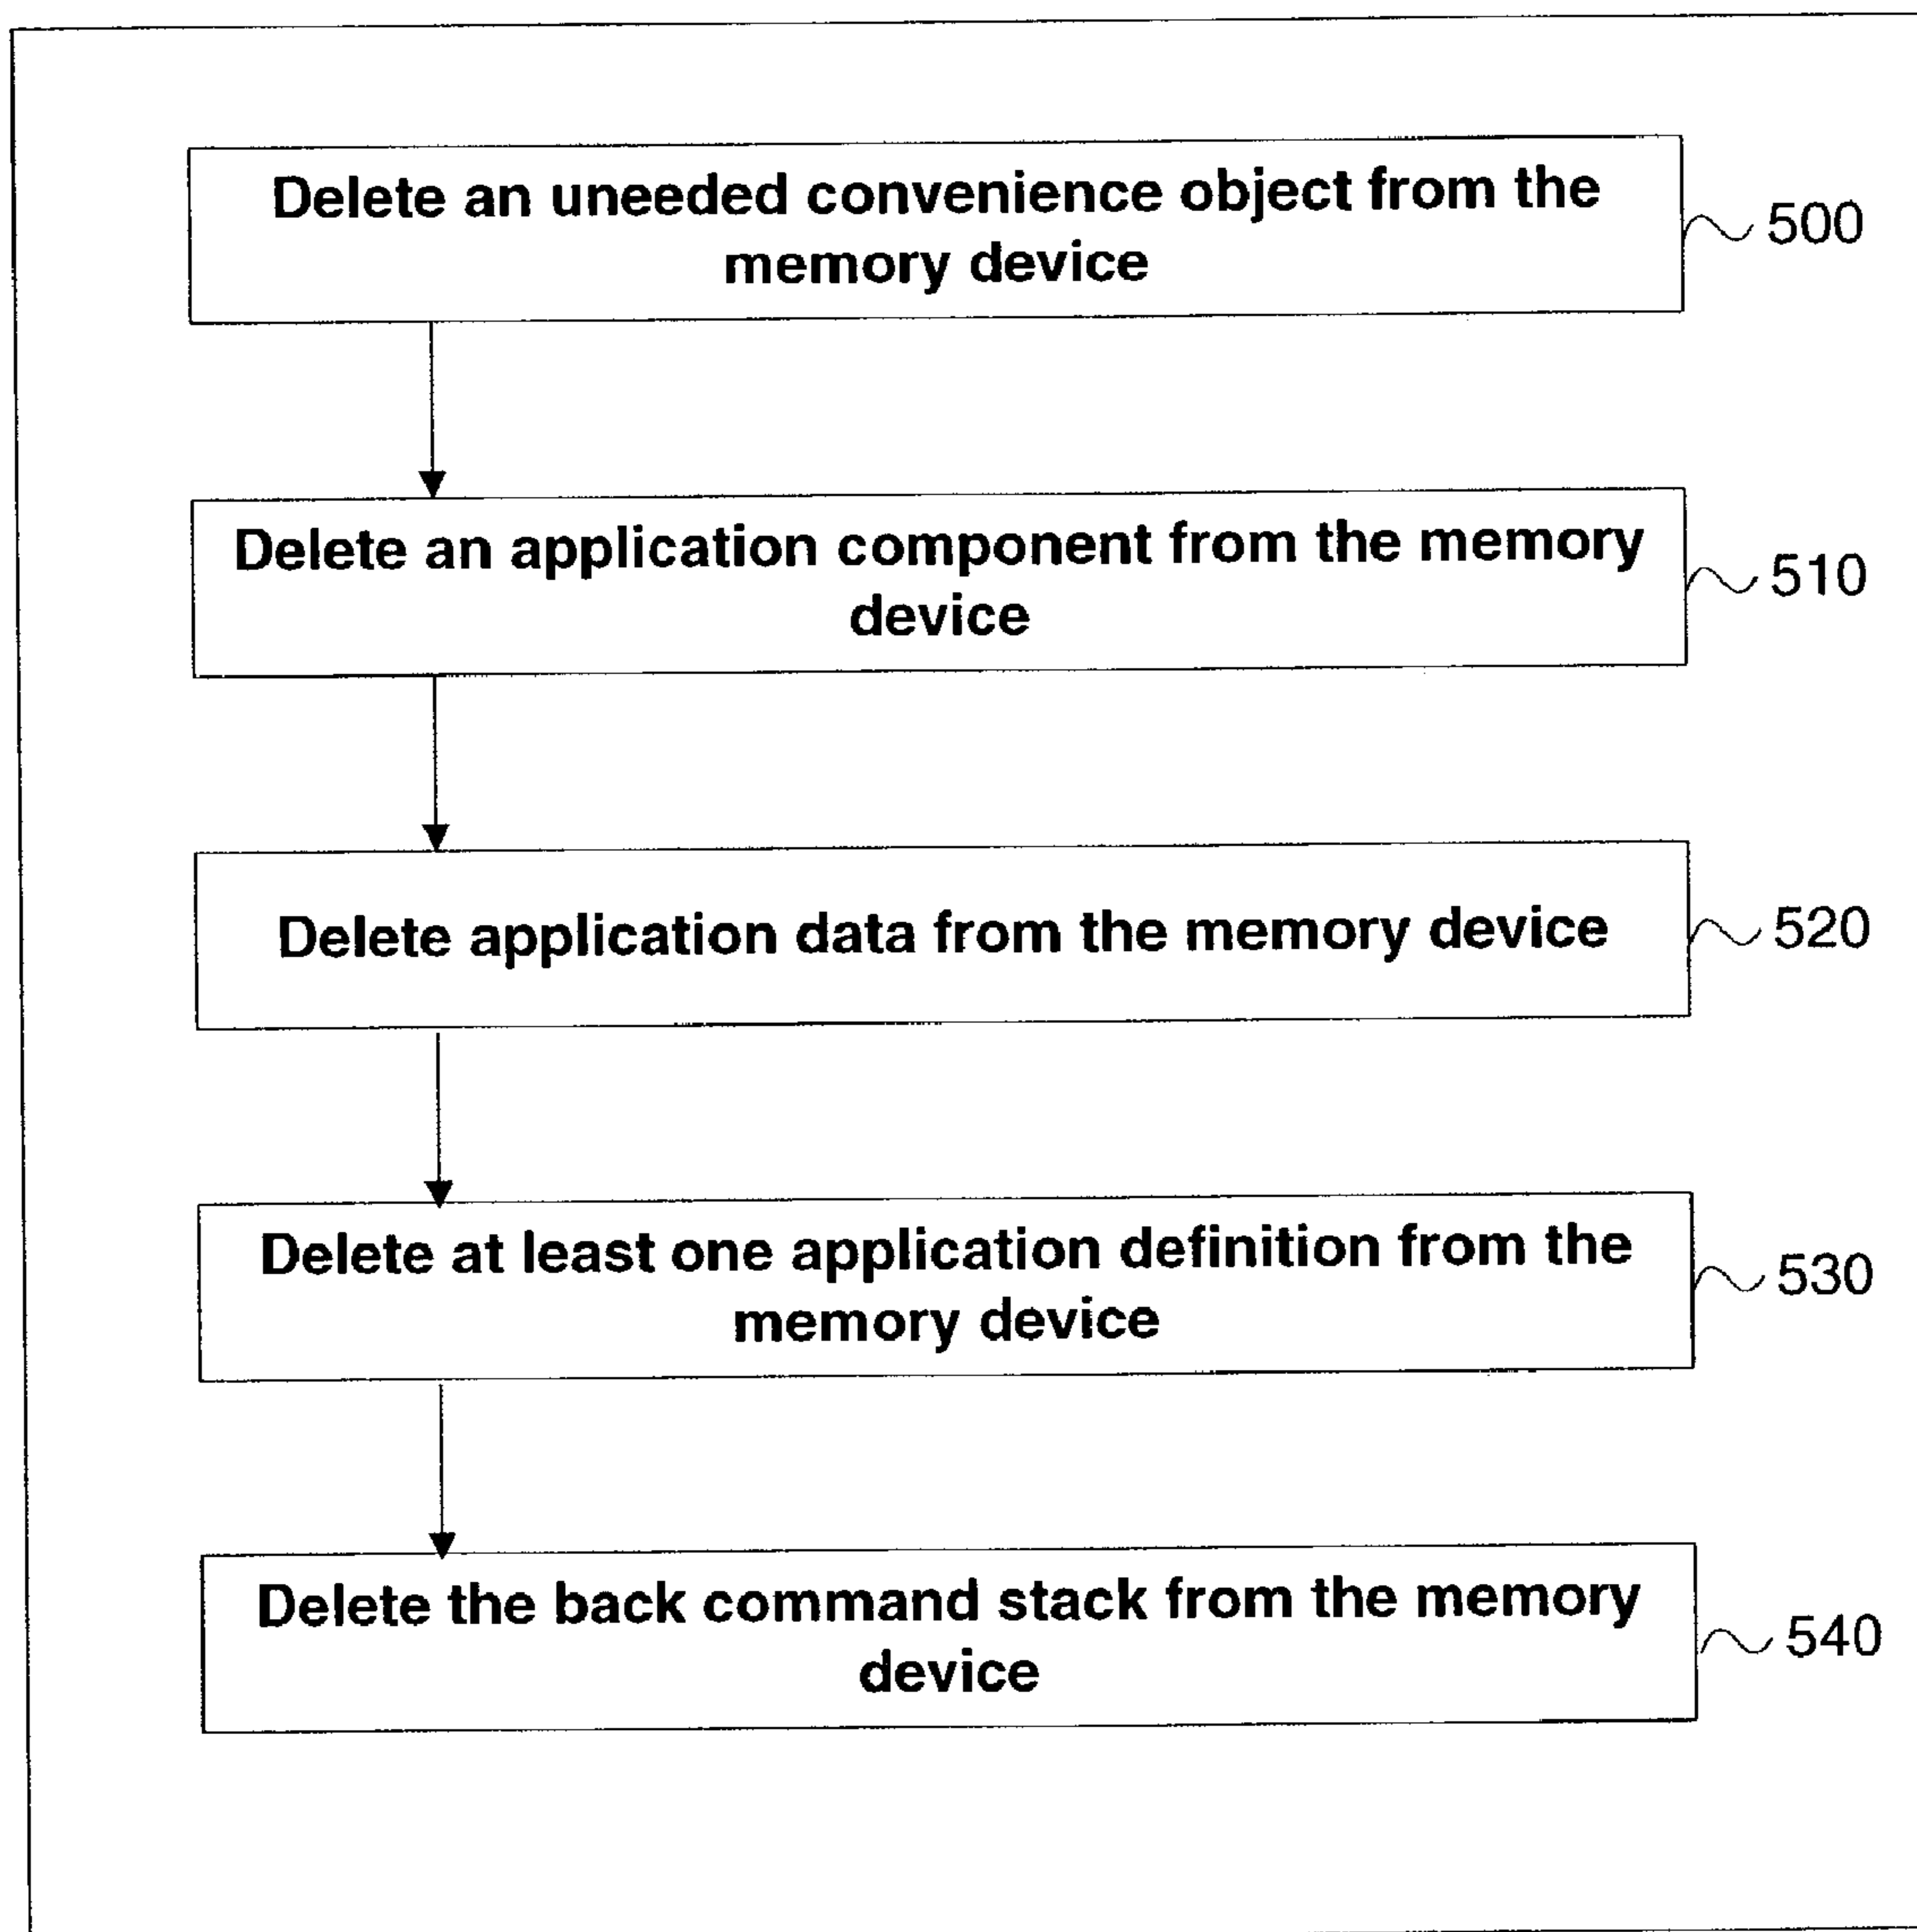 Delete an uneeded convenience object from the
memory device
500
Delete an application component from the memory
device
510
Delete application data from the memory device
520
Delete at least one application definition from the
memory device
530
Delete the back command stack from the memory
device
540